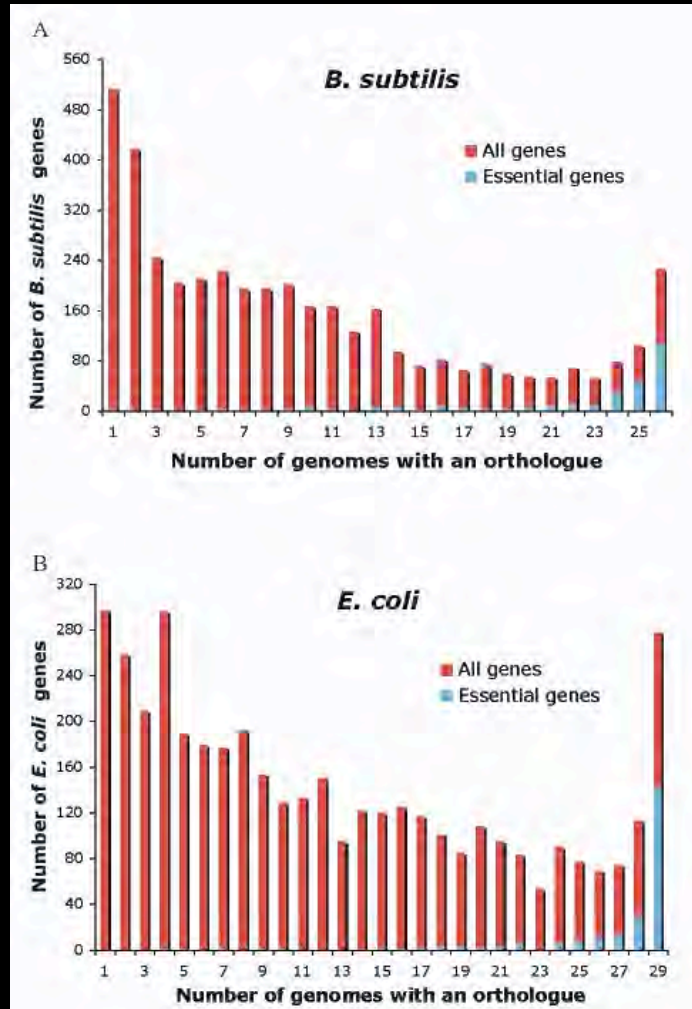 A
B. subtilis
Number of B. subtilis genes
560
480
400
320
240
160
80
0
All genes
Essential genes
1 3 5 7 9 11 13 15 17 19 21 23 25
Number of genomes with an orthologue
B
E. coli
Number of E. coli genes
320
280
240
200
160
120
80
40
0
All genes
Essential genes
1 3 5 7 9 11 13 15 17 19 21 23 25 27 29
Number of genomes with an orthologue